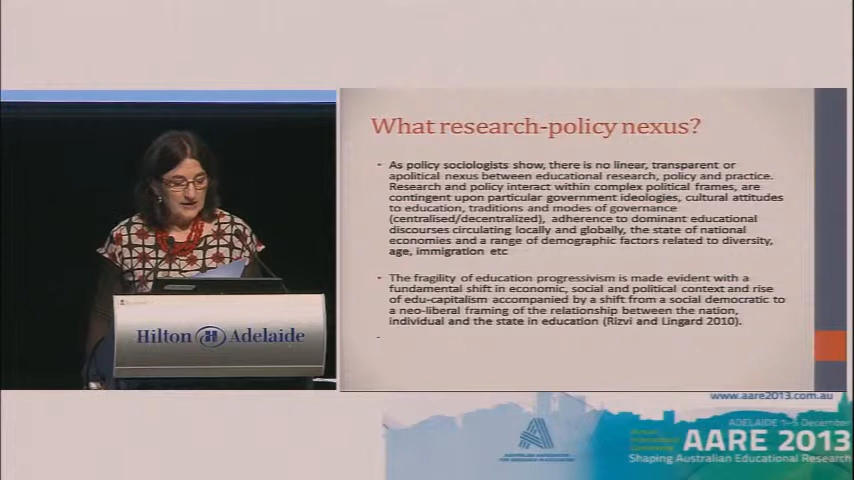 What research-policy nexus?
- As policy sociologists show, there is no linear, transparent or
apolitical nexus between educational research, policy and practice.
Research and policy interact within complex political frames, are
contingent upon particular government ideologies, cultural attitudes
to education, traditions and modes of governance
(centralised/decentralized), adherence to dominant educational
discourses circulating locally and globally, the state of national
economies and a range of demographic factors related to diversity,
age, immigration etc
- The fragility of education progressivism is made evident with a
fundamental shift in economic, social and political context and rise
of edu-capitalism accompanied by a shift from a social democratic to
a neo-liberal framing of the relationship between the nation,
individual and the state in education (Rizvi and Lingard 2010).
-
Hilton H Adelaide
www.aare2013.com.au
ADELAIDE 1-5 December
AARE 2013
Shaping Australian Educational Research